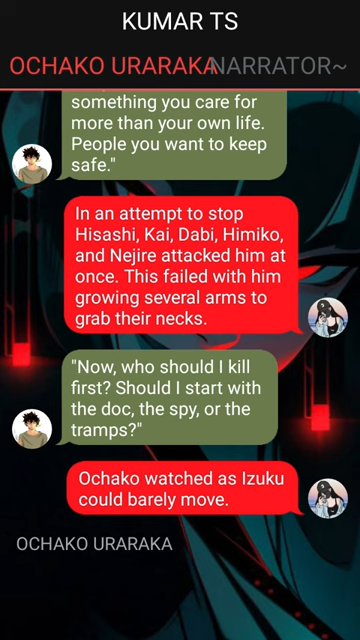 KUMAR TS
OCHAKO URARAKA NARRATOR~
something you care for
more than your own life.
People you want to keep
safe."
In an attempt to stop
Hisashi, Kai, Dabi, Himiko,
and Nejire attacked him at
once. This failed with him
growing several arms to
grab their necks.
"Now, who should I kill
first? Should I start with
the doc, the spy, or the
tramps?"
Ochako watched as Izuku
could barely move.
OCHAKO URARAKA